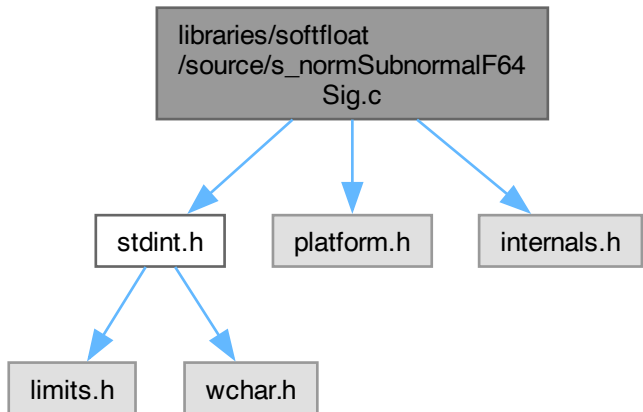 libraries/softfloat
/source/s_normSubnormalF64
Sig.c
stdint.h
platform.h
internals.h
limits.h
wchar.h